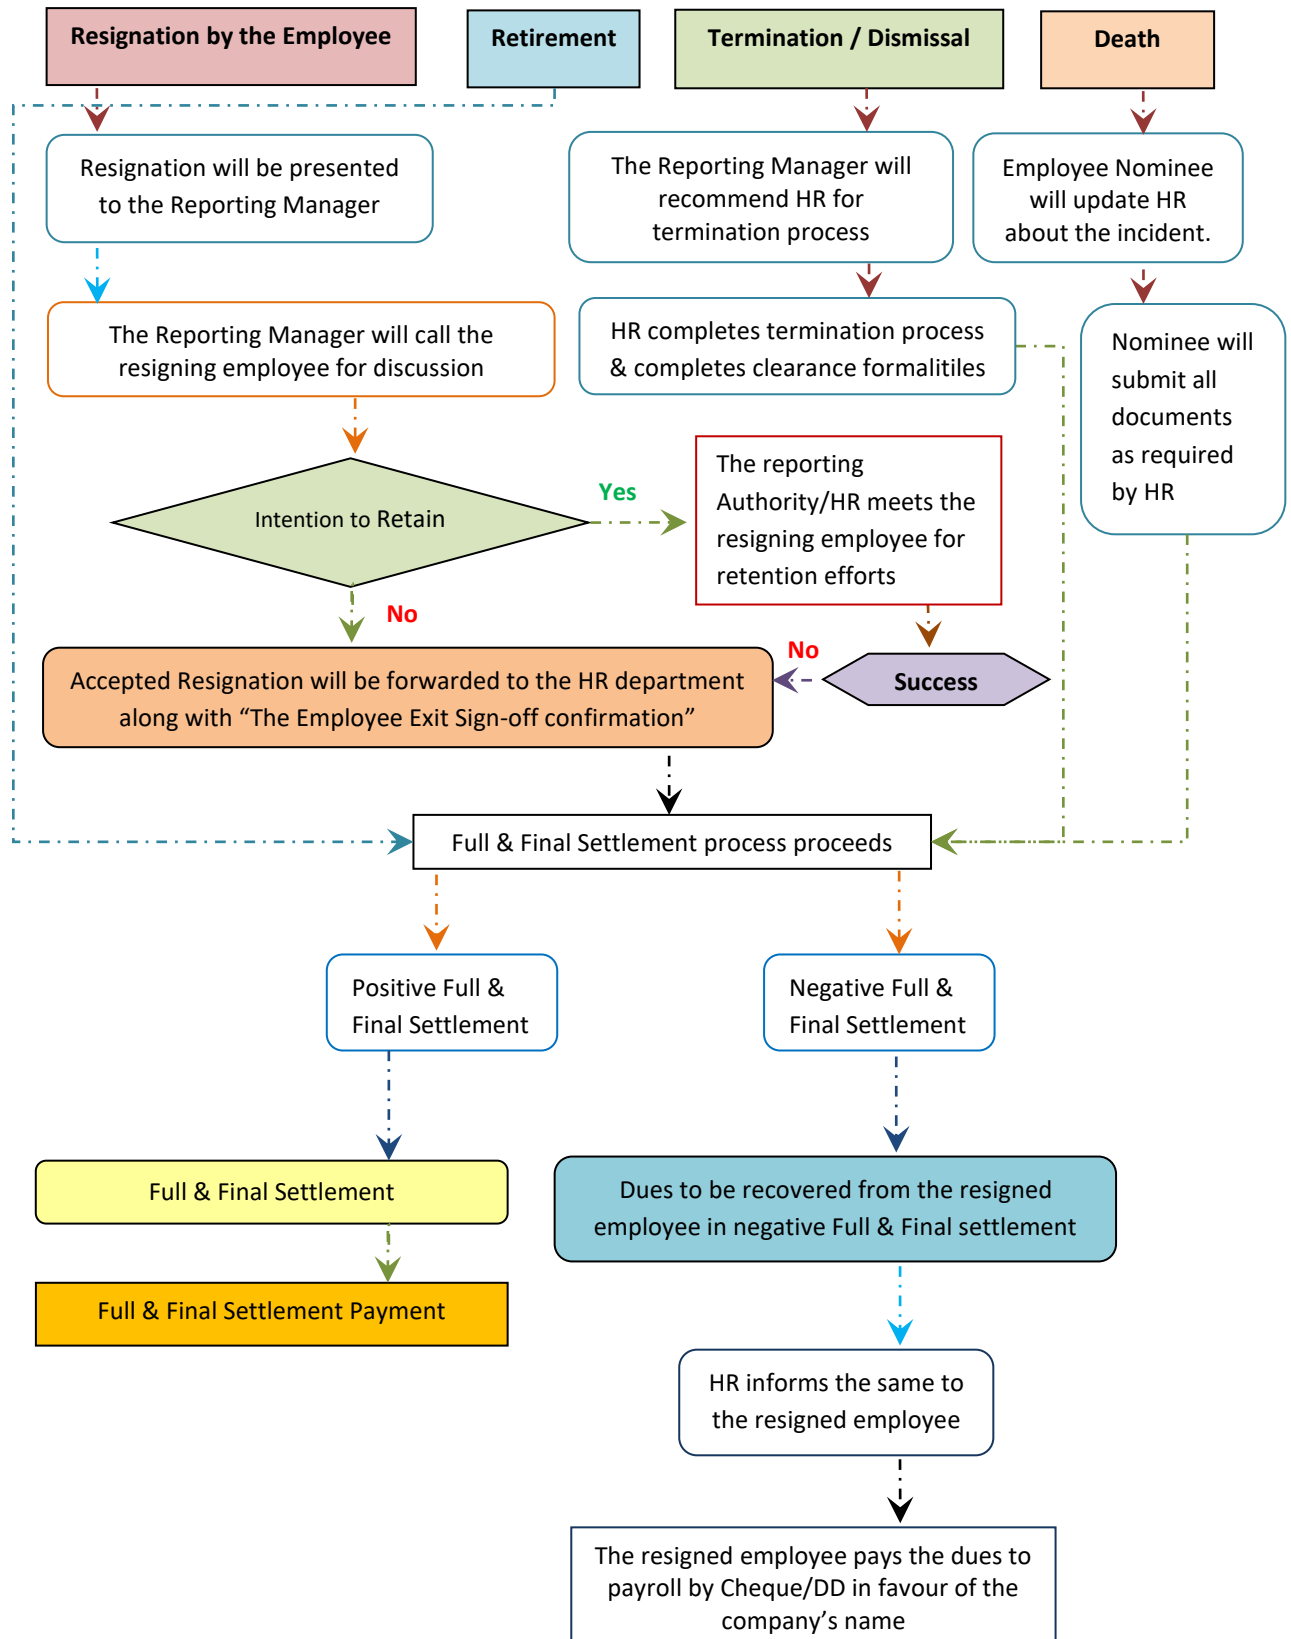 Resignation by the Employee
Retirement
Termination / Dismissal
Death
Resignation will be presented
to the Reporting Manager
The Reporting Manager will
recommend HR for
termination process
Employee Nominee
will update HR
about the incident.
The Reporting Manager will call the
resigning employee for discussion
HR completes termination process
& completes clearance formalitiles
Nominee will
submit all
documents
as required
by HR
Intention to Retain
Yes
The reporting
Authority/HR meets the
resigning employee for
retention efforts
No
No
Success
Accepted Resignation will be forwarded to the HR department
along with “The Employee Exit Sign-off confirmation”
Full & Final Settlement process proceeds
Positive Full &
Final Settlement
Negative Full &
Final Settlement
Full & Final Settlement
Dues to be recovered from the resigned
employee in negative Full & Final settlement
Full & Final Settlement Payment
HR informs the same to
the resigned employee
The resigned employee pays the dues to
payroll by Cheque/DD in favour of the
company’s name